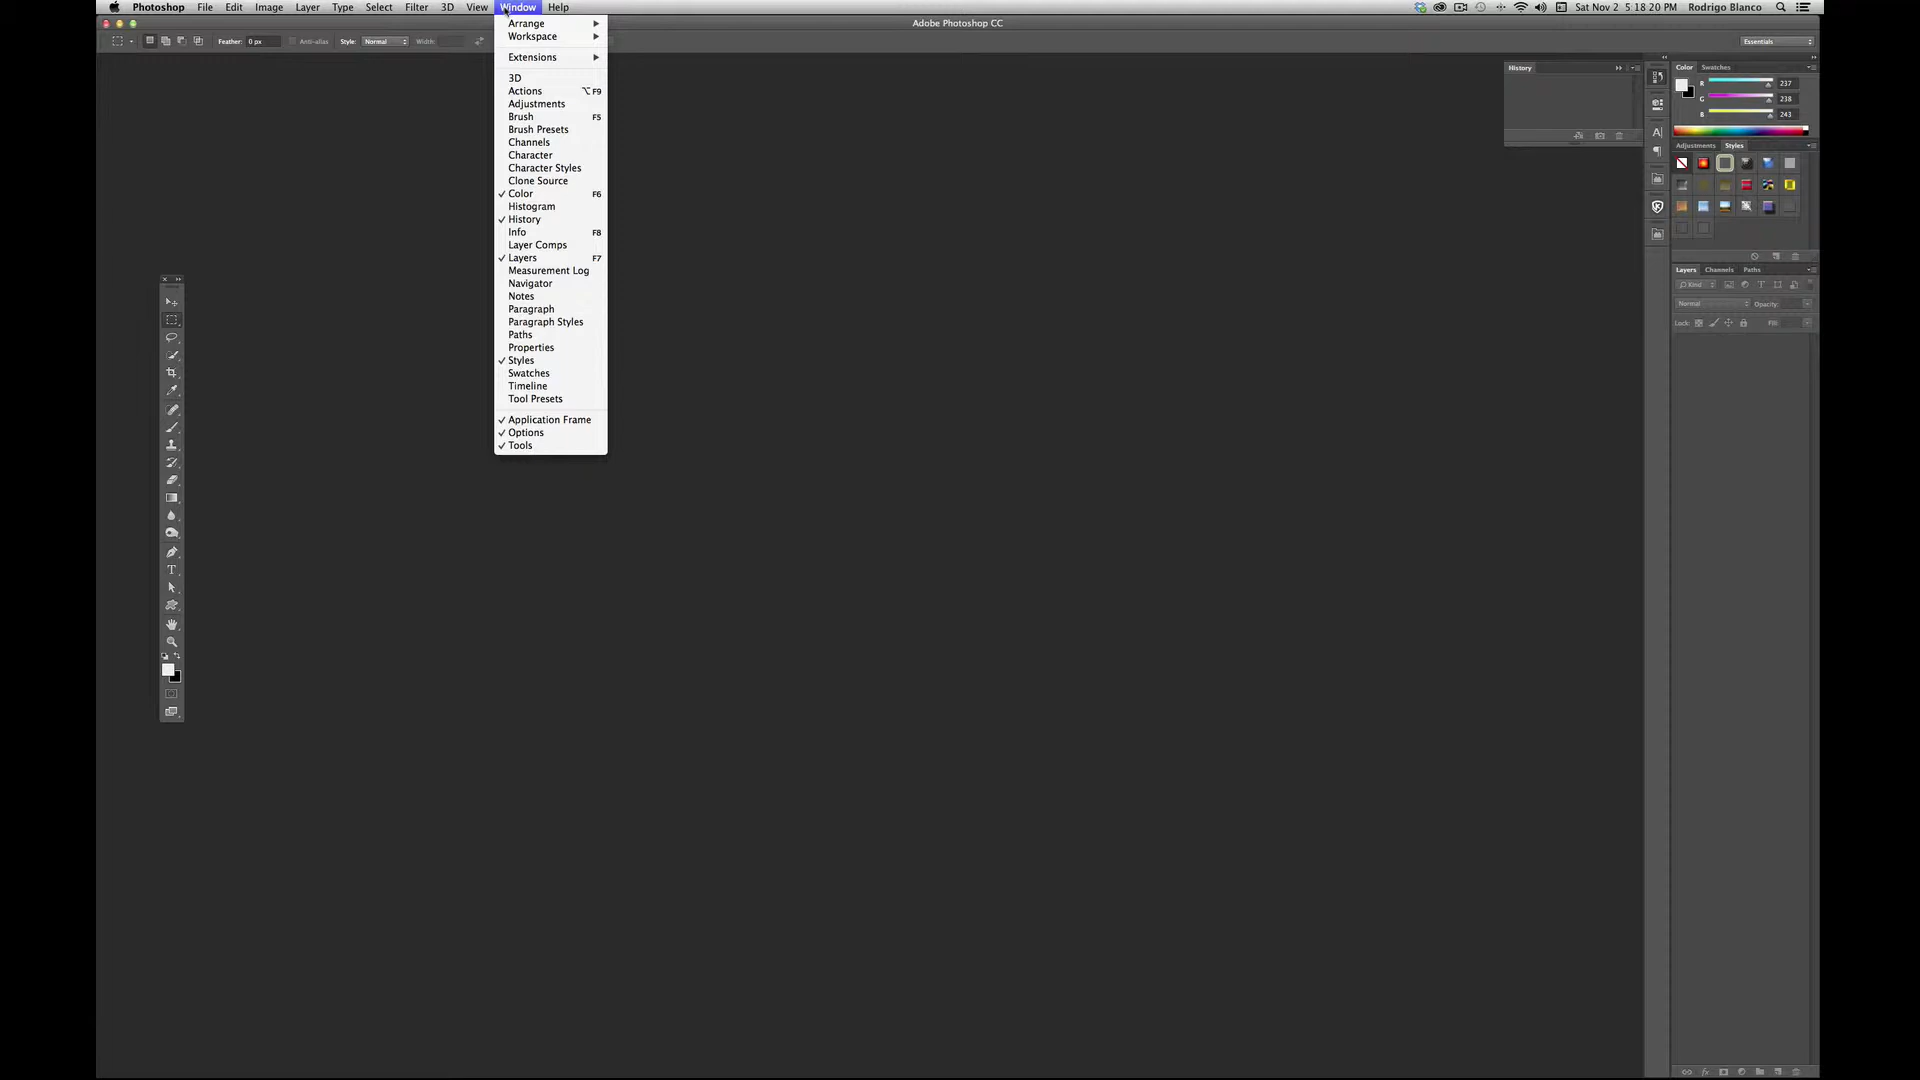 Photoshop File Edit Image Layer Type Select Filter 3D View Window Help Sat Nov 2 5:18:20 PM Rodrigo Blanco
Adobe Photoshop CC
Feather: 0 px Anti-alias Style: Normal Width: Essentials
Arrange
Workspace
Extensions
3D
Actions ⌥F9
Adjustments
Brush F5
Brush Presets
Channels
Character
Character Styles
Clone Source
✓ Color F6
Histogram
✓ History
Info F8
Layer Comps
✓ Layers F7
Measurement Log
Navigator
Notes
Paragraph
Paragraph Styles
Paths
Properties
✓ Styles
Swatches
Timeline
Tool Presets
✓ Application Frame
✓ Options
✓ Tools
History
Color Swatches
R 237
G 238
B 243
Adjustments Styles
Layers Channels Paths
Kind
Normal Opacity:
Lock: Fill: